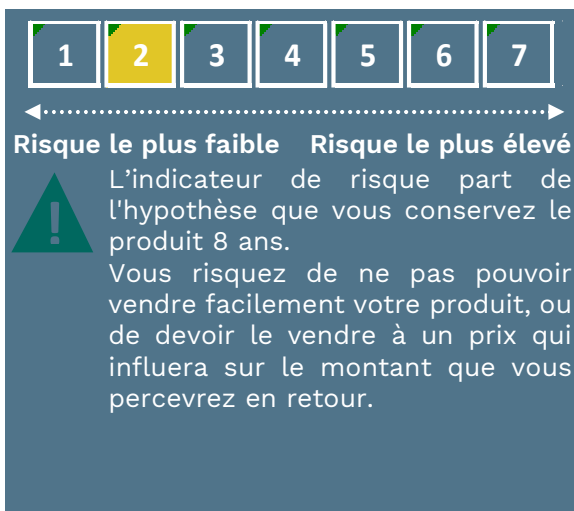 1 2 3 4 5 6 7
Risque le plus faible Risque le plus élevé
L’indicateur de risque part de
l'hypothèse que vous conservez le
produit 8 ans.
Vous risquez de ne pas pouvoir
vendre facilement votre produit, ou
de devoir le vendre à un prix qui
influera sur le montant que vous
percevrez en retour.